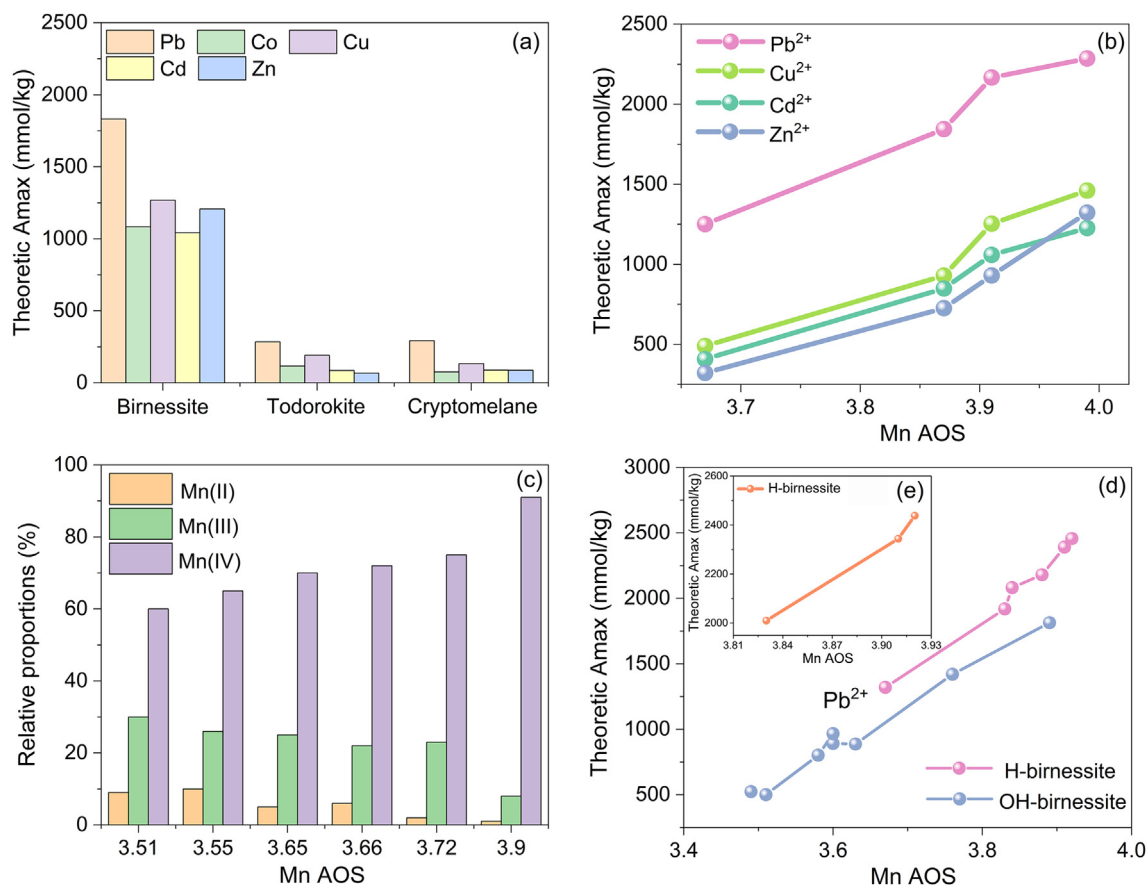 (a)
Pb Co Cu
Cd Zn
2500
2000
1500
1000
500
0
Theoretic Amax (mmol/kg)
Birnessite Todorokite Cryptomelane
(b)
Pb²⁺
Cu²⁺
Cd²⁺
Zn²⁺
2500
2000
1500
1000
500
Theoretic Amax (mmol/kg)
3.7 3.8 3.9 4.0
Mn AOS
(c)
Mn(II)
Mn(III)
Mn(IV)
100
80
60
40
20
0
Relative proportions (%)
3.51 3.55 3.65 3.66 3.72 3.9
Mn AOS
(d)
3000
2500
2000
1500
1000
500
Theoretic Amax (mmol/kg)
(e)
H-birnessite
2600
2400
2200
2000
Theoretic Amax (mmol/kg)
3.81 3.84 3.87 3.90 3.93
Mn AOS
Pb²⁺
H-birnessite
OH-birnessite
3.4 3.6 3.8 4.0
Mn AOS